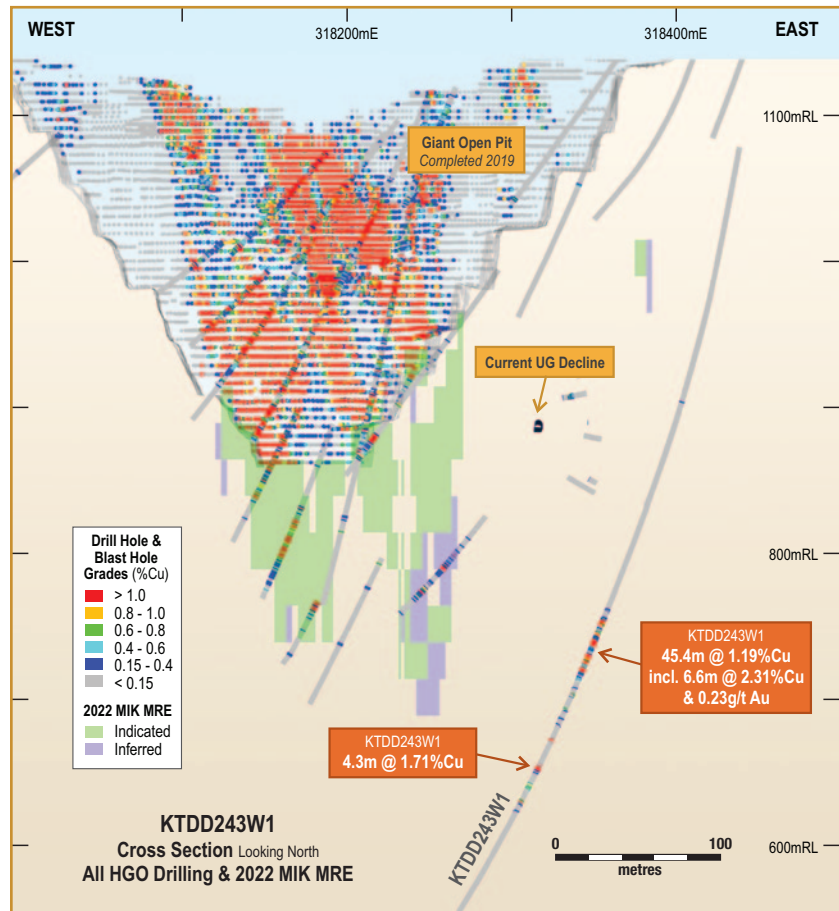 WEST
318200mE
318400mE
EAST
1100mRL
Giant Open Pit
Completed 2019
Current UG Decline
800mRL
Drill Hole &
Blast Hole
Grades (%Cu)
> 1.0
0.8 - 1.0
0.6 - 0.8
0.4 - 0.6
0.15 - 0.4
< 0.15
2022 MIK MRE
Indicated
Inferred
KTDD243W1
45.4m @ 1.19%Cu
incl. 6.6m @ 2.31%Cu
& 0.23g/t Au
KTDD243W1
4.3m @ 1.71%Cu
KTDD243W1
KTDD243W1
Cross Section Looking North
All HGO Drilling & 2022 MIK MRE
0 100
metres
600mRL